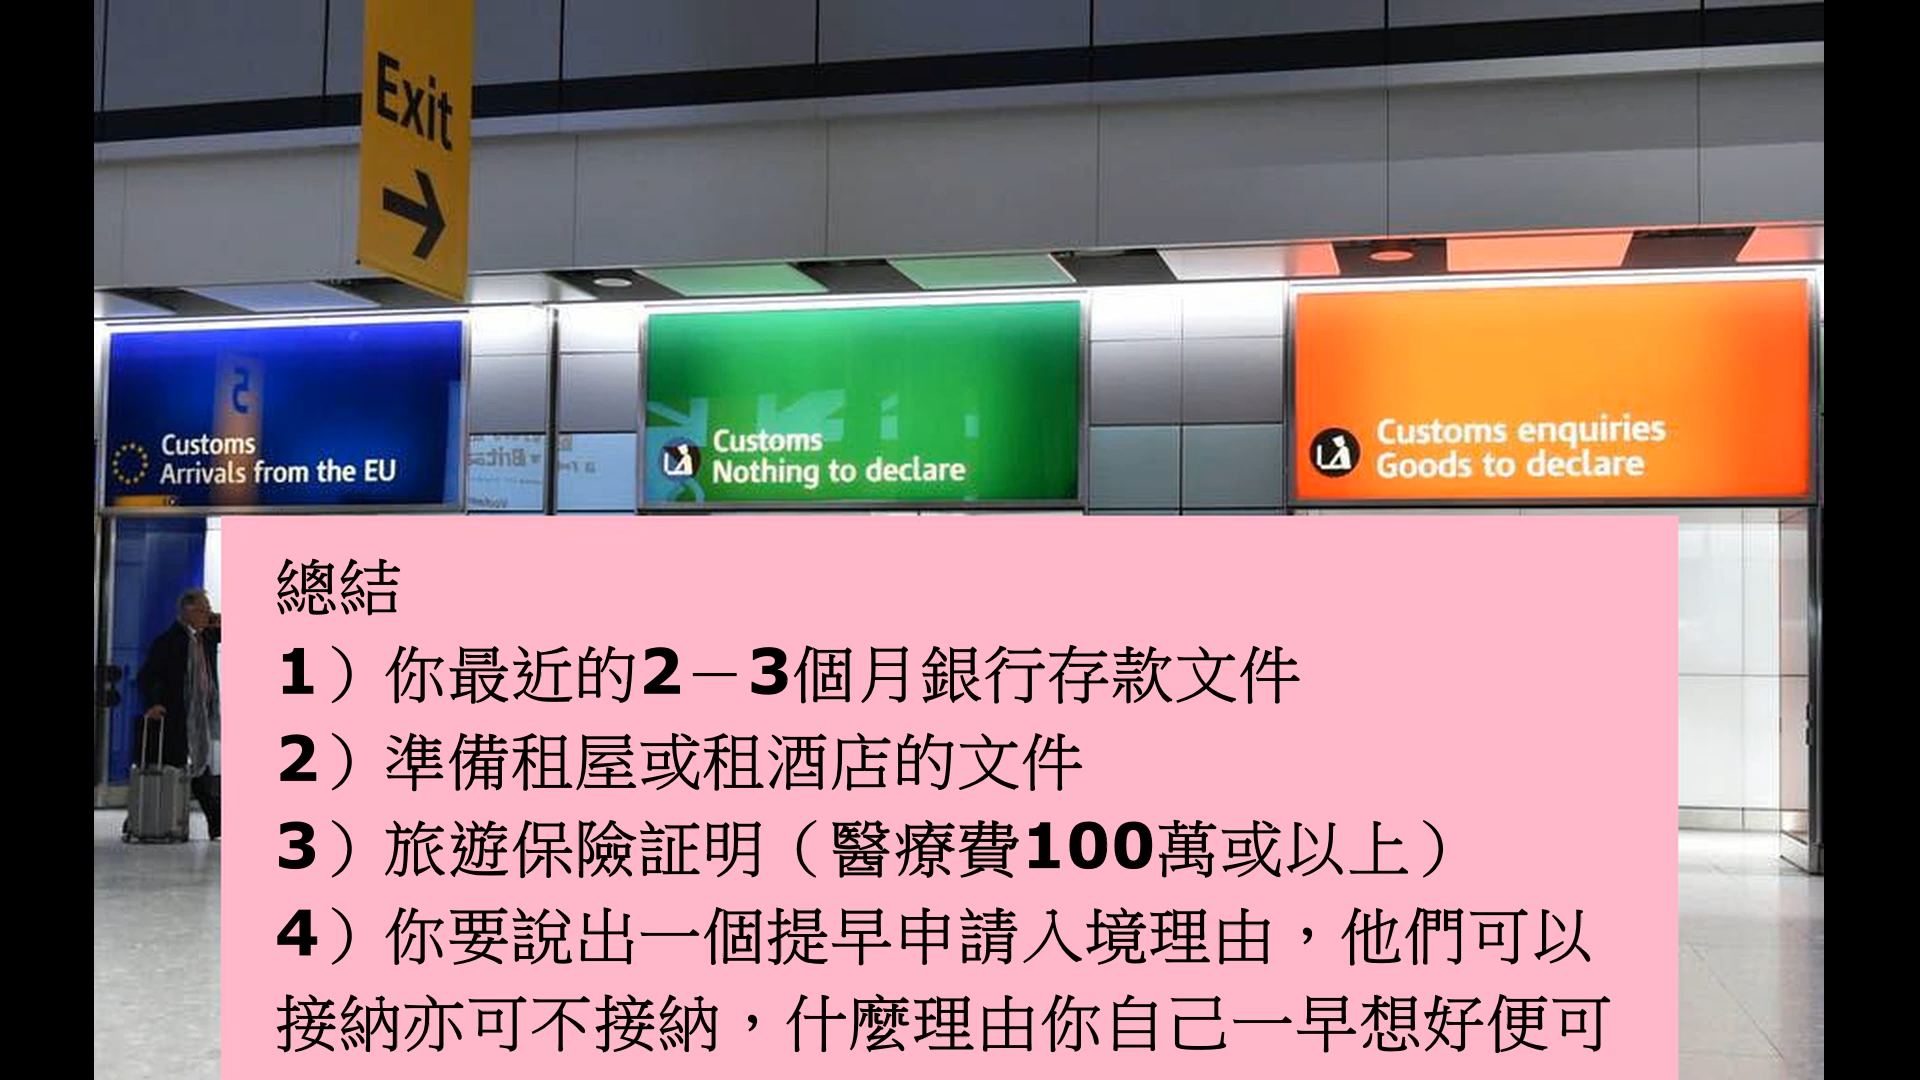 Exit
Customs
Arrivals from the EU
Customs
Nothing to declare
Customs enquiries
Goods to declare
總結
1）你最近的2－3個月銀行存款文件
2）準備租屋或租酒店的文件
3）旅遊保險証明（醫療費100萬或以上）
4）你要說出一個提早申請入境理由，他們可以
接納亦可不接納，什麼理由你自己一早想好便可